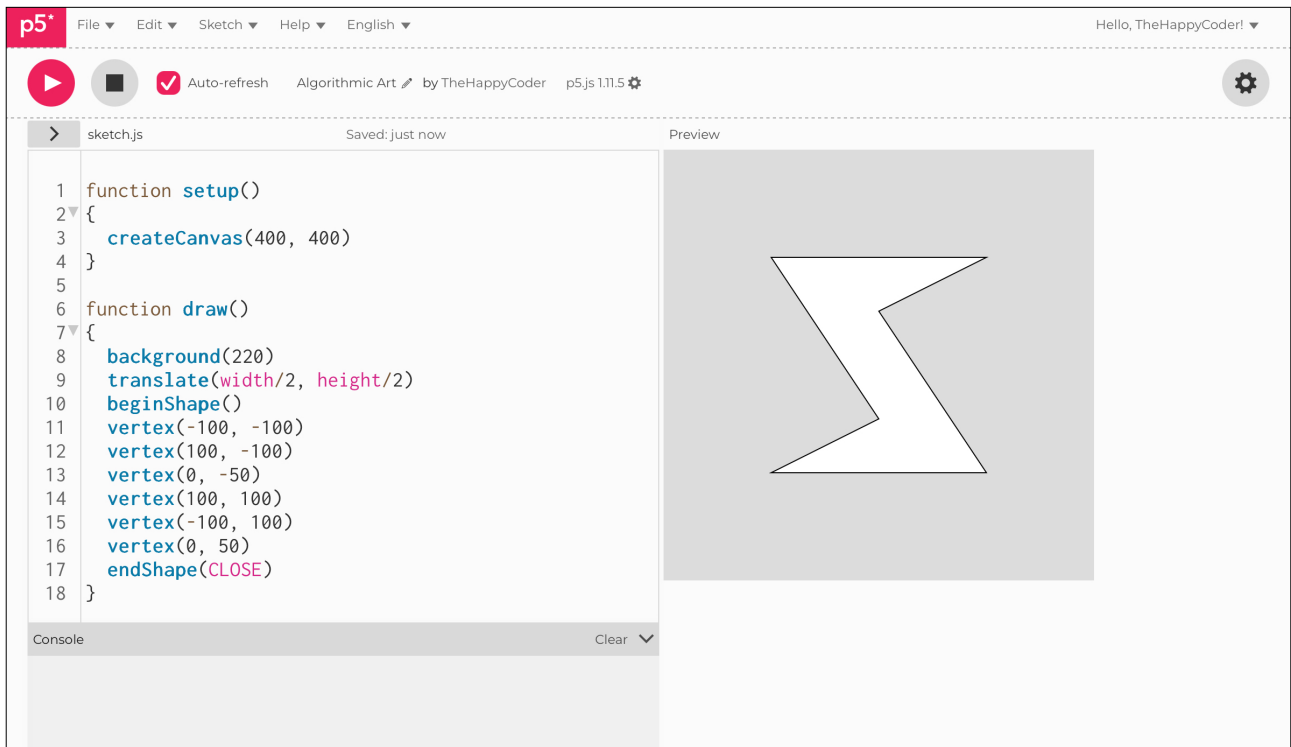 p5* File Edit Sketch Help English Hello, TheHappyCoder!
Auto-refresh Algorithmic Art by TheHappyCoder p5.js 1.11.5
sketch.js Saved: just now Preview
1 function setup()
2 {
3 createCanvas(400, 400)
4 }
5
6 function draw()
7 {
8 background(220)
9 translate(width/2, height/2)
10 beginShape()
11 vertex(-100, -100)
12 vertex(100, -100)
13 vertex(0, -50)
14 vertex(100, 100)
15 vertex(-100, 100)
16 vertex(0, 50)
17 endShape(CLOSE)
18 }
Console Clear